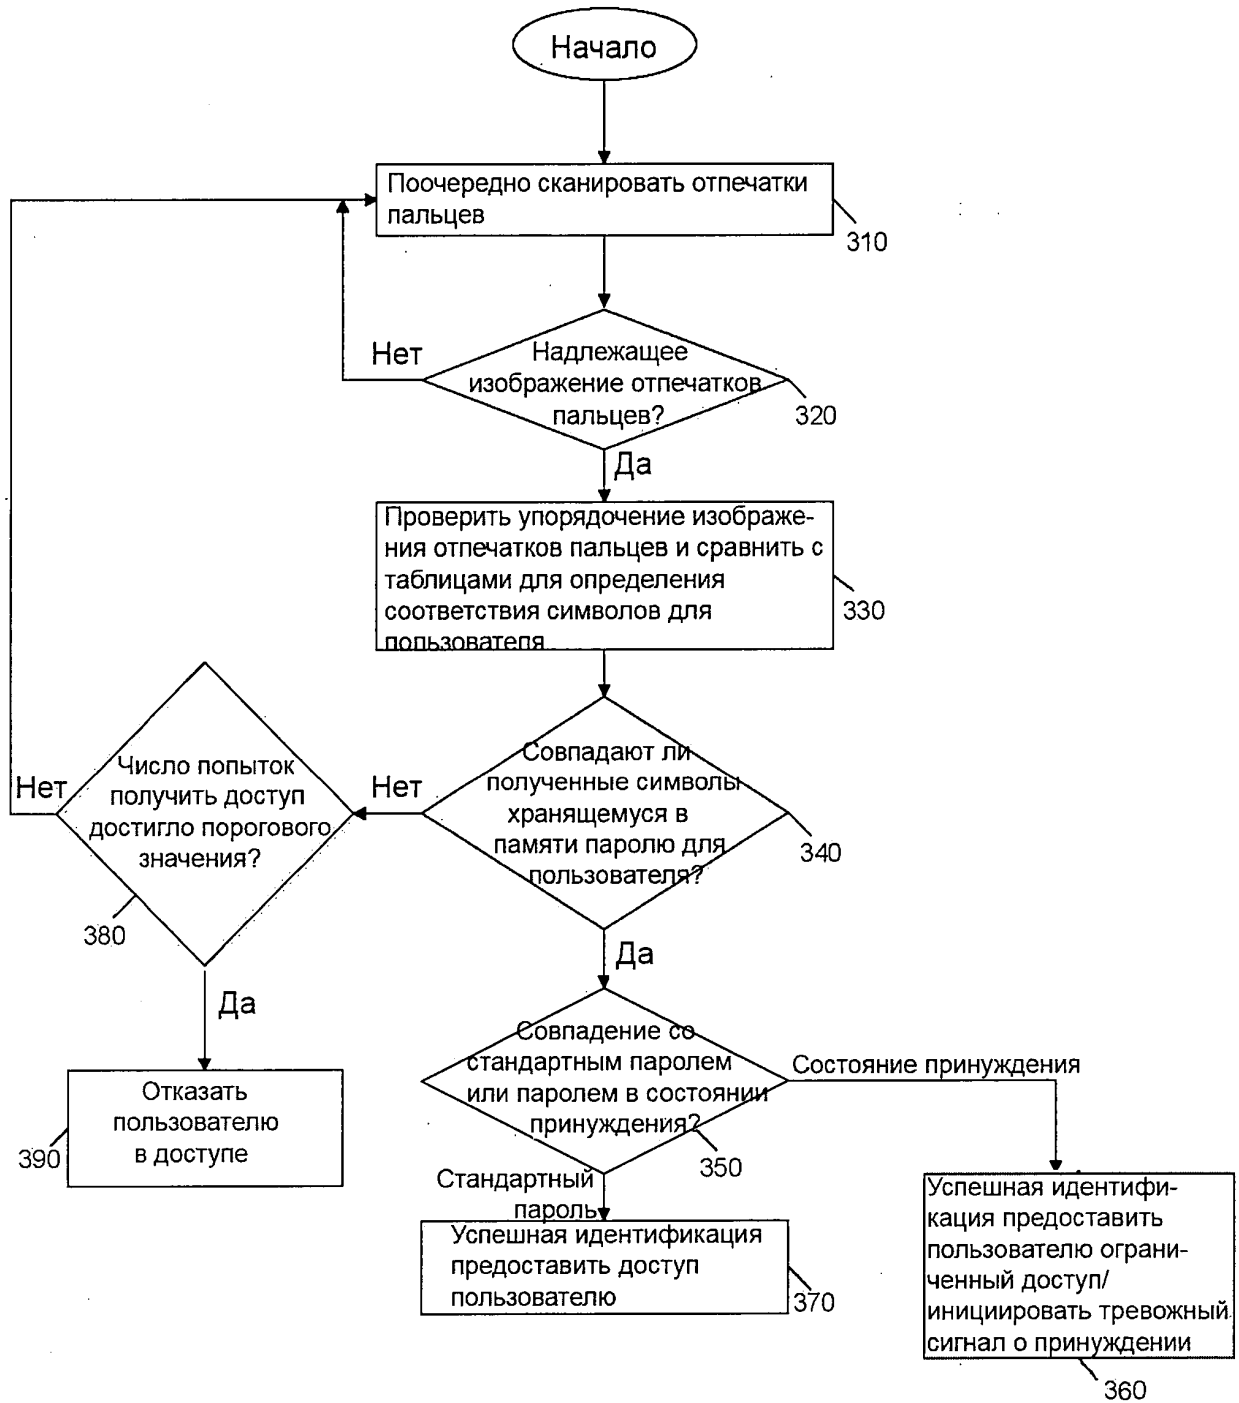 Начало
Поочередно сканировать отпечатки
пальцев
310
Нет
Надлежащее
изображение отпечатков
пальцев?
320
Да
Проверить упорядочение изображе-
ния отпечатков пальцев и сравнить с
таблицами для определения
соответствия символов для
пользователя
330
Совпадают ли
полученные символы
хранящемуся в
памяти паролю для
пользователя?
340
Нет
Число попыток
получить доступ
достигло порогового
значения?
380
Нет
Да
Отказать
пользователю
в доступе
390
Да
Совпадение со
стандартным паролем
или паролем в состоянии
принуждения?
350
Состояние принуждения
Стандартный
пароль
Успешная идентификация
предоставить доступ
пользователю
370
Успешная идентифи-
кация предоставить
пользователю ограни-
ченный доступ/
инициировать тревожный
сигнал о принуждении
360